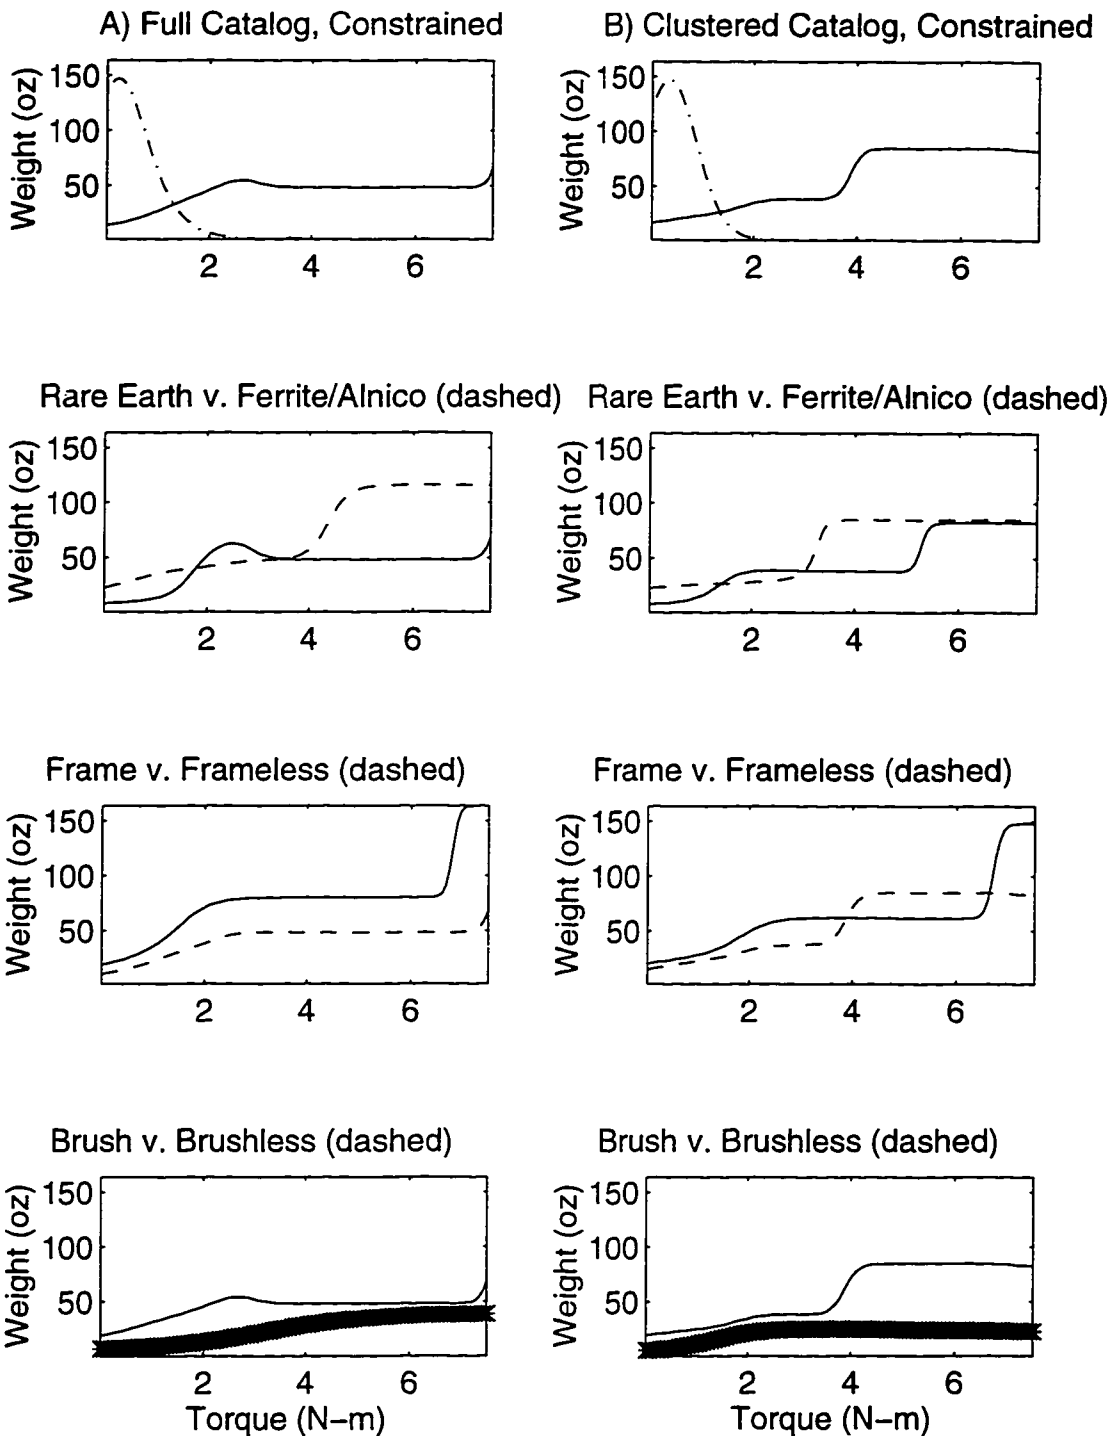 A) Full Catalog, Constrained
B) Clustered Catalog, Constrained
Weight (oz)
150
100
50
2 4 6
Weight (oz)
150
100
50
2 4 6
Rare Earth v. Ferrite/Alnico (dashed)
Rare Earth v. Ferrite/Alnico (dashed)
Weight (oz)
150
100
50
2 4 6
Weight (oz)
150
100
50
2 4 6
Frame v. Frameless (dashed)
Frame v. Frameless (dashed)
Weight (oz)
150
100
50
2 4 6
Weight (oz)
150
100
50
2 4 6
Brush v. Brushless (dashed)
Brush v. Brushless (dashed)
Weight (oz)
150
100
50
2 4 6
Torque (N–m)
Weight (oz)
150
100
50
2 4 6
Torque (N–m)